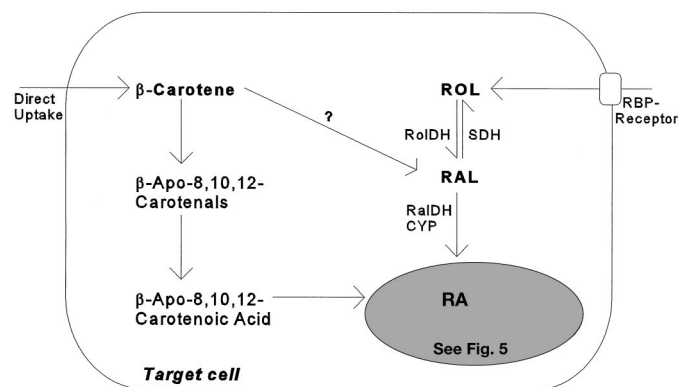 β-Carotene
ROL
Direct
Uptake
RBP-
Receptor
?
RolDH
SDH
β-Apo-8,10,12-
Carotenals
RAL
RalDH
CYP
β-Apo-8,10,12-
Carotenoic Acid
RA
See Fig. 5
Target cell